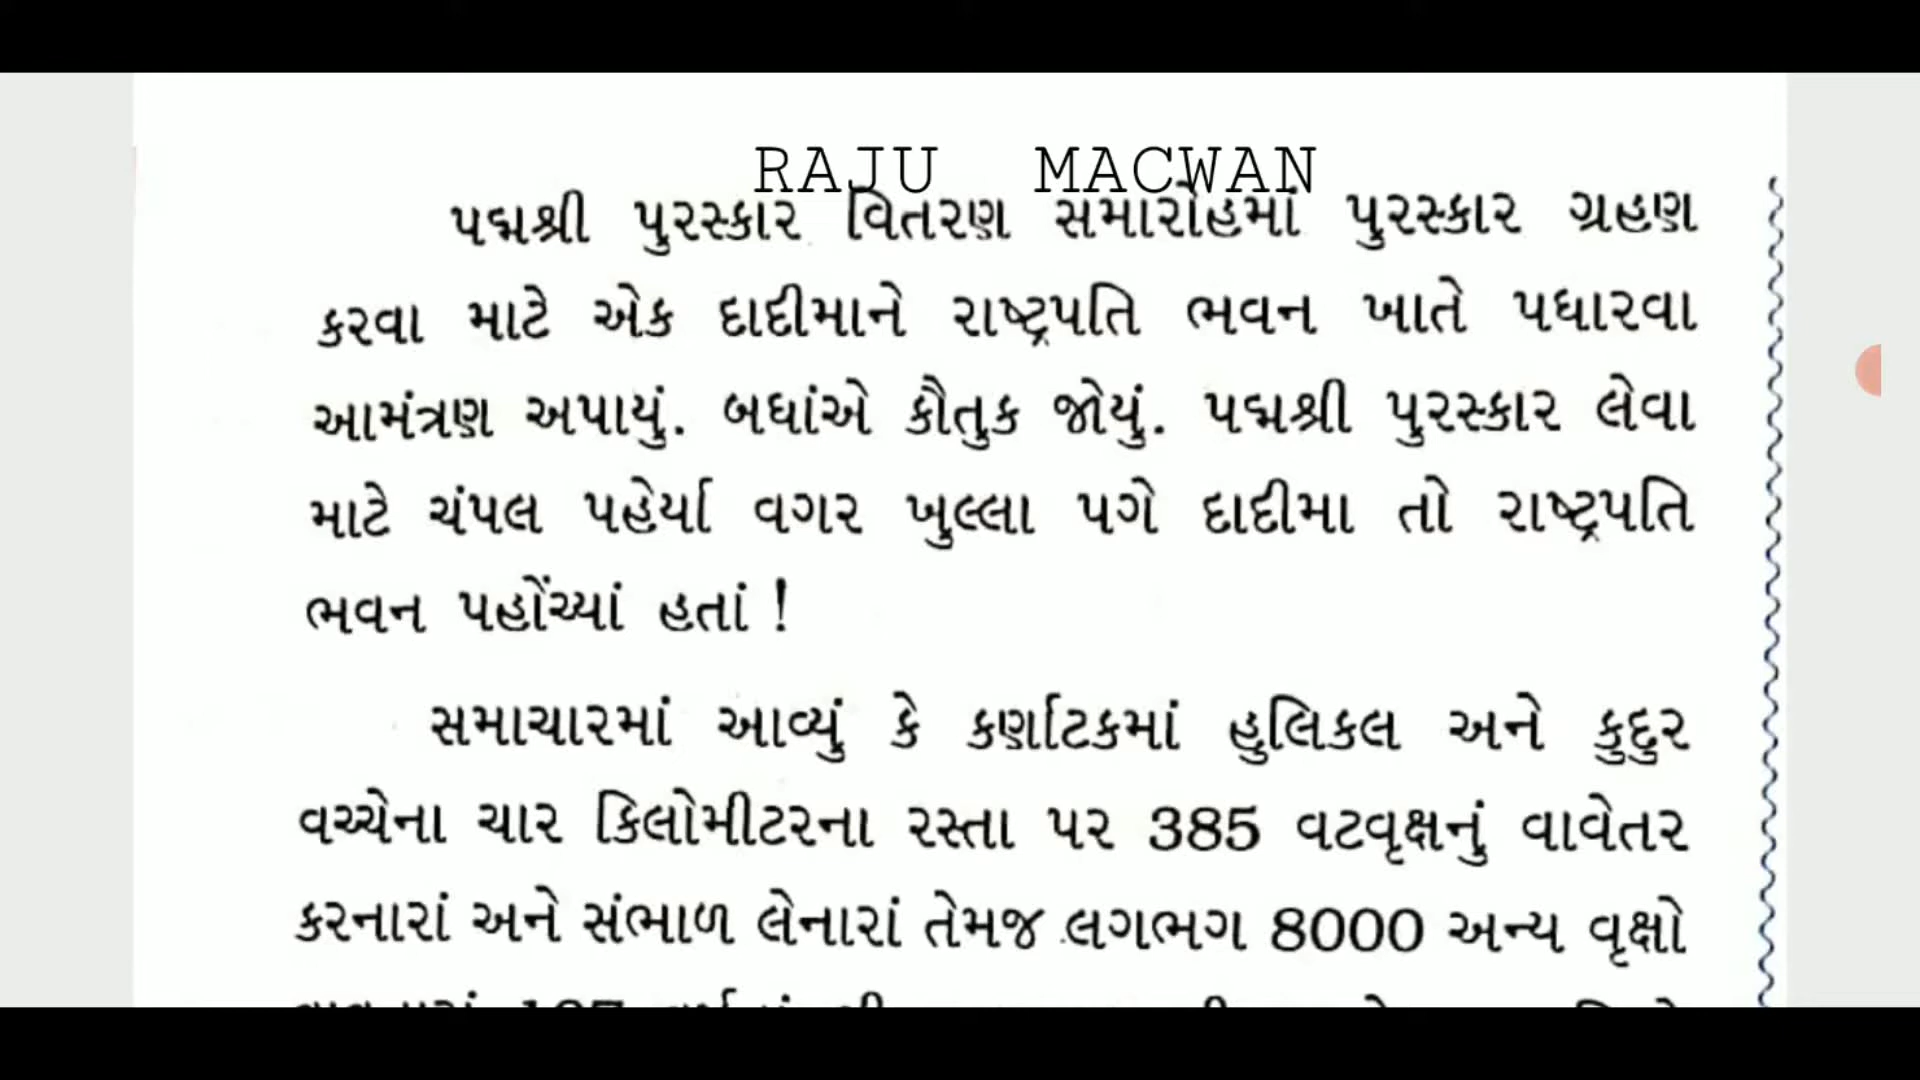 RAJU MACWAN
પદ્મશ્રી પુરસ્કાર વિતરણ સમારોહમાં પુરસ્કાર ગ્રહણ
કરવા માટે એક દાદીમાને રાષ્ટ્રપતિ ભવન ખાતે પધારવા
આમંત્રણ અપાયું. બધાંએ કૌતુક જોયું. પદ્મશ્રી પુરસ્કાર લેવા
માટે ચંપલ પહેર્યા વગર ખુલ્લા પગે દાદીમા તો રાષ્ટ્રપતિ
ભવન પહોંચ્યાં હતાં !
સમાચારમાં આવ્યું કે કર્ણાટકમાં હુલિકલ અને કુદુર
વચ્ચેના ચાર કિલોમીટરના રસ્તા પર 385 વટવૃક્ષનું વાવેતર
કરનારાં અને સંભાળ લેનારાં તેમજ લગભગ 8000 અન્ય વૃક્ષો